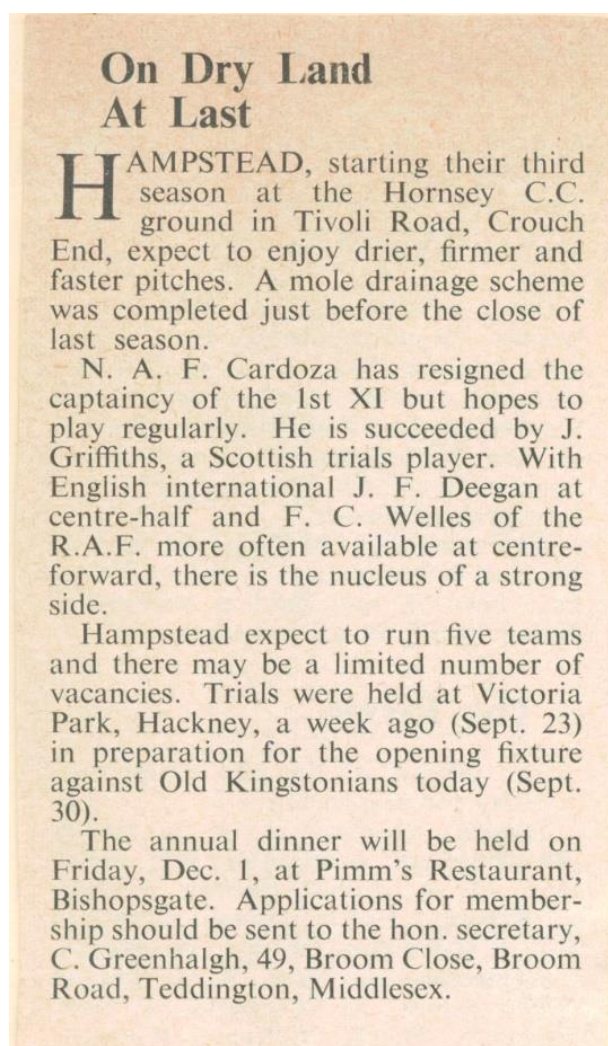 On Dry Land
At Last
HAMPSTEAD, starting their third
season at the Hornsey C.C.
ground in Tivoli Road, Crouch
End, expect to enjoy drier, firmer and
faster pitches. A mole drainage scheme
was completed just before the close of
last season.
N. A. F. Cardoza has resigned the
captaincy of the 1st XI but hopes to
play regularly. He is succeeded by J.
Griffiths, a Scottish trials player. With
English international J. F. Deegan at
centre-half and F. C. Welles of the
R.A.F. more often available at centre-
forward, there is the nucleus of a strong
side.
Hampstead expect to run five teams
and there may be a limited number of
vacancies. Trials were held at Victoria
Park, Hackney, a week ago (Sept. 23)
in preparation for the opening fixture
against Old Kingstonians today (Sept.
30).
The annual dinner will be held on
Friday, Dec. 1, at Pimm's Restaurant,
Bishopsgate. Applications for member-
ship should be sent to the hon. secretary,
C. Greenhalgh, 49, Broom Close, Broom
Road, Teddington, Middlesex.